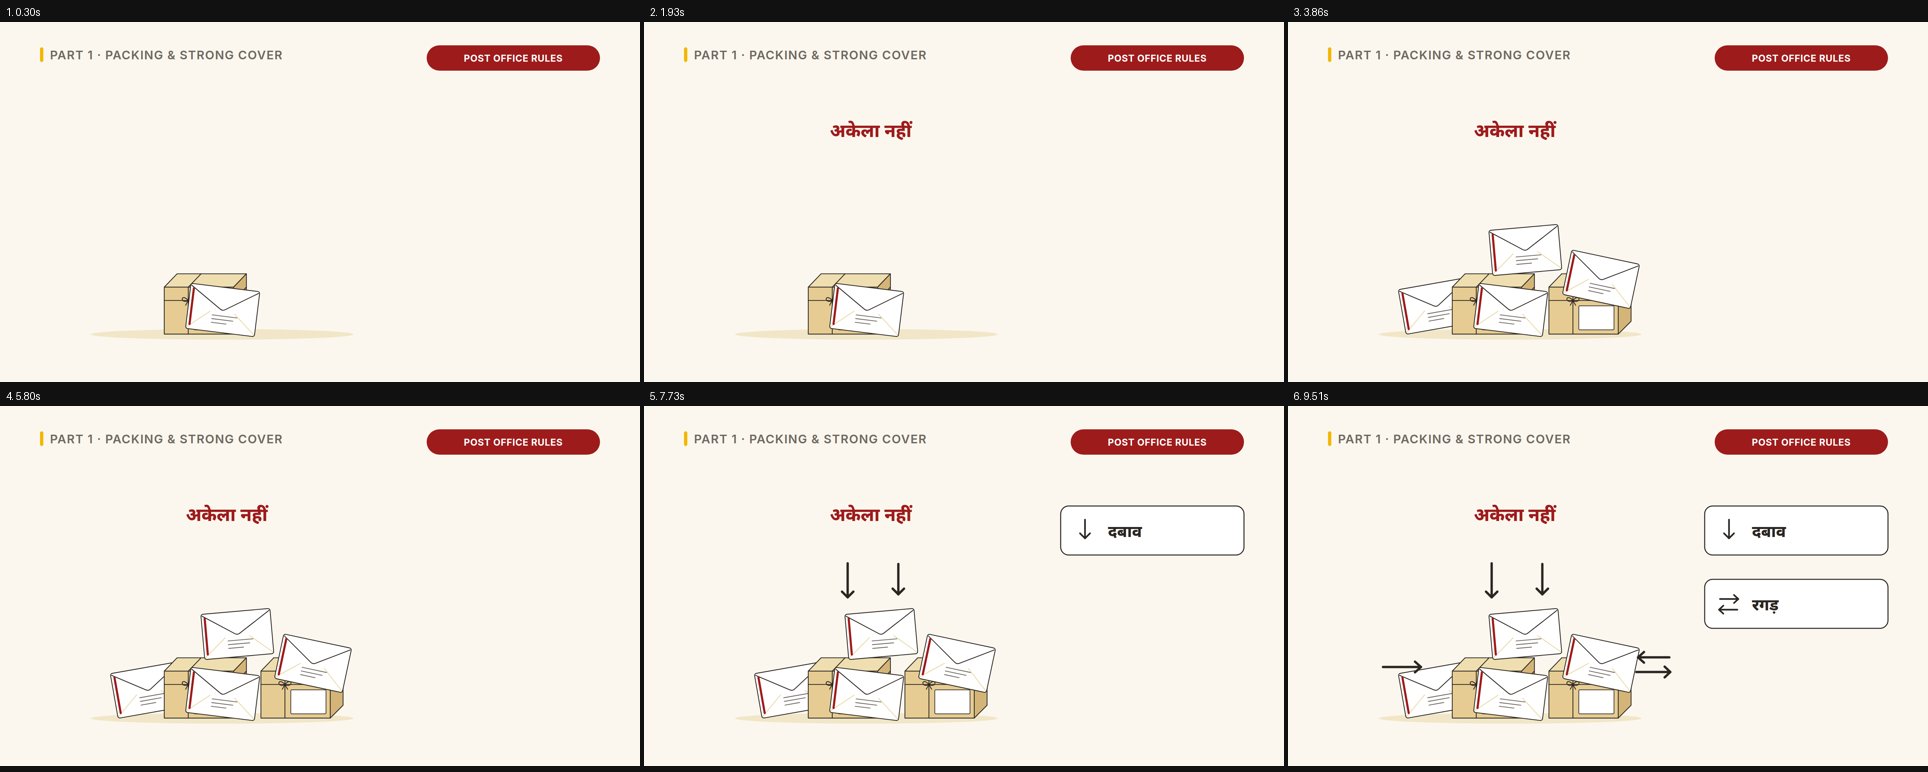 1. 0.30s
PART 1 · PACKING & STRONG COVER
POST OFFICE RULES
2. 1.93s
PART 1 · PACKING & STRONG COVER
POST OFFICE RULES
अकेला नहीं
3. 3.86s
PART 1 · PACKING & STRONG COVER
POST OFFICE RULES
अकेला नहीं
4. 5.80s
PART 1 · PACKING & STRONG COVER
POST OFFICE RULES
अकेला नहीं
5. 7.73s
PART 1 · PACKING & STRONG COVER
POST OFFICE RULES
अकेला नहीं
दबाव
6. 9.51s
PART 1 · PACKING & STRONG COVER
POST OFFICE RULES
अकेला नहीं
दबाव
रगड़